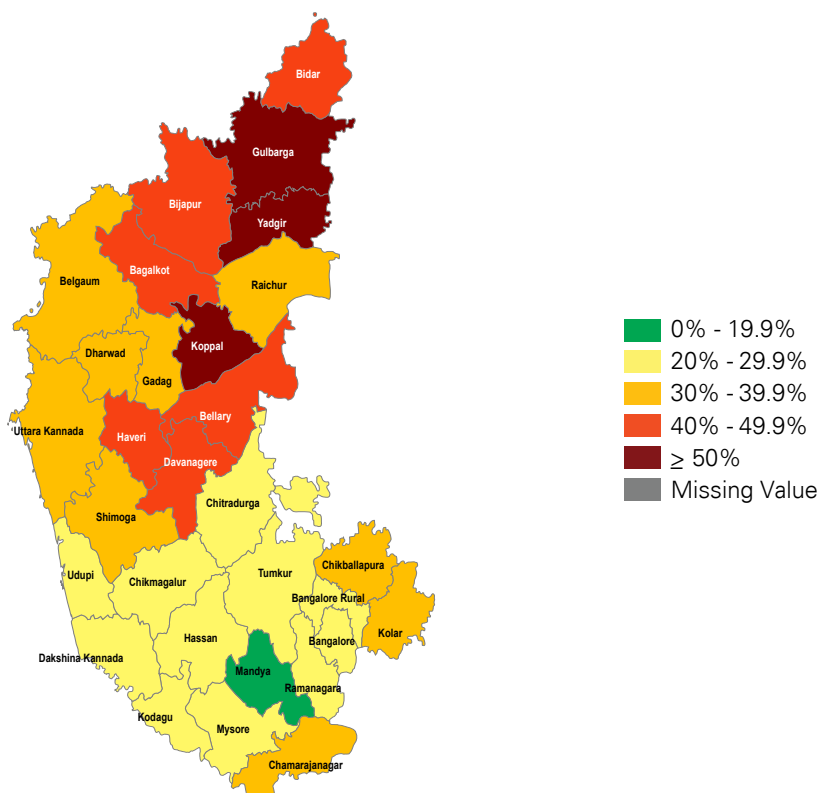 Bidar
Gulbarga
Bijapur
Yadgir
Bagalkot
Belgaum
Raichur
Koppal
Dharwad
Gadag
Bellary
Uttara Kannada
Haveri
Davanagere
Chitradurga
Shimoga
Chikballapura
Udupi
Chikmagalur
Tumkur
Bangalore Rural
Kolar
Hassan
Bangalore
Dakshina Kannada
Mandya
Ramanagara
Kodagu
Mysore
Chamarajanagar
0% - 19.9%
20% - 29.9%
30% - 39.9%
40% - 49.9%
≥ 50%
Missing Value